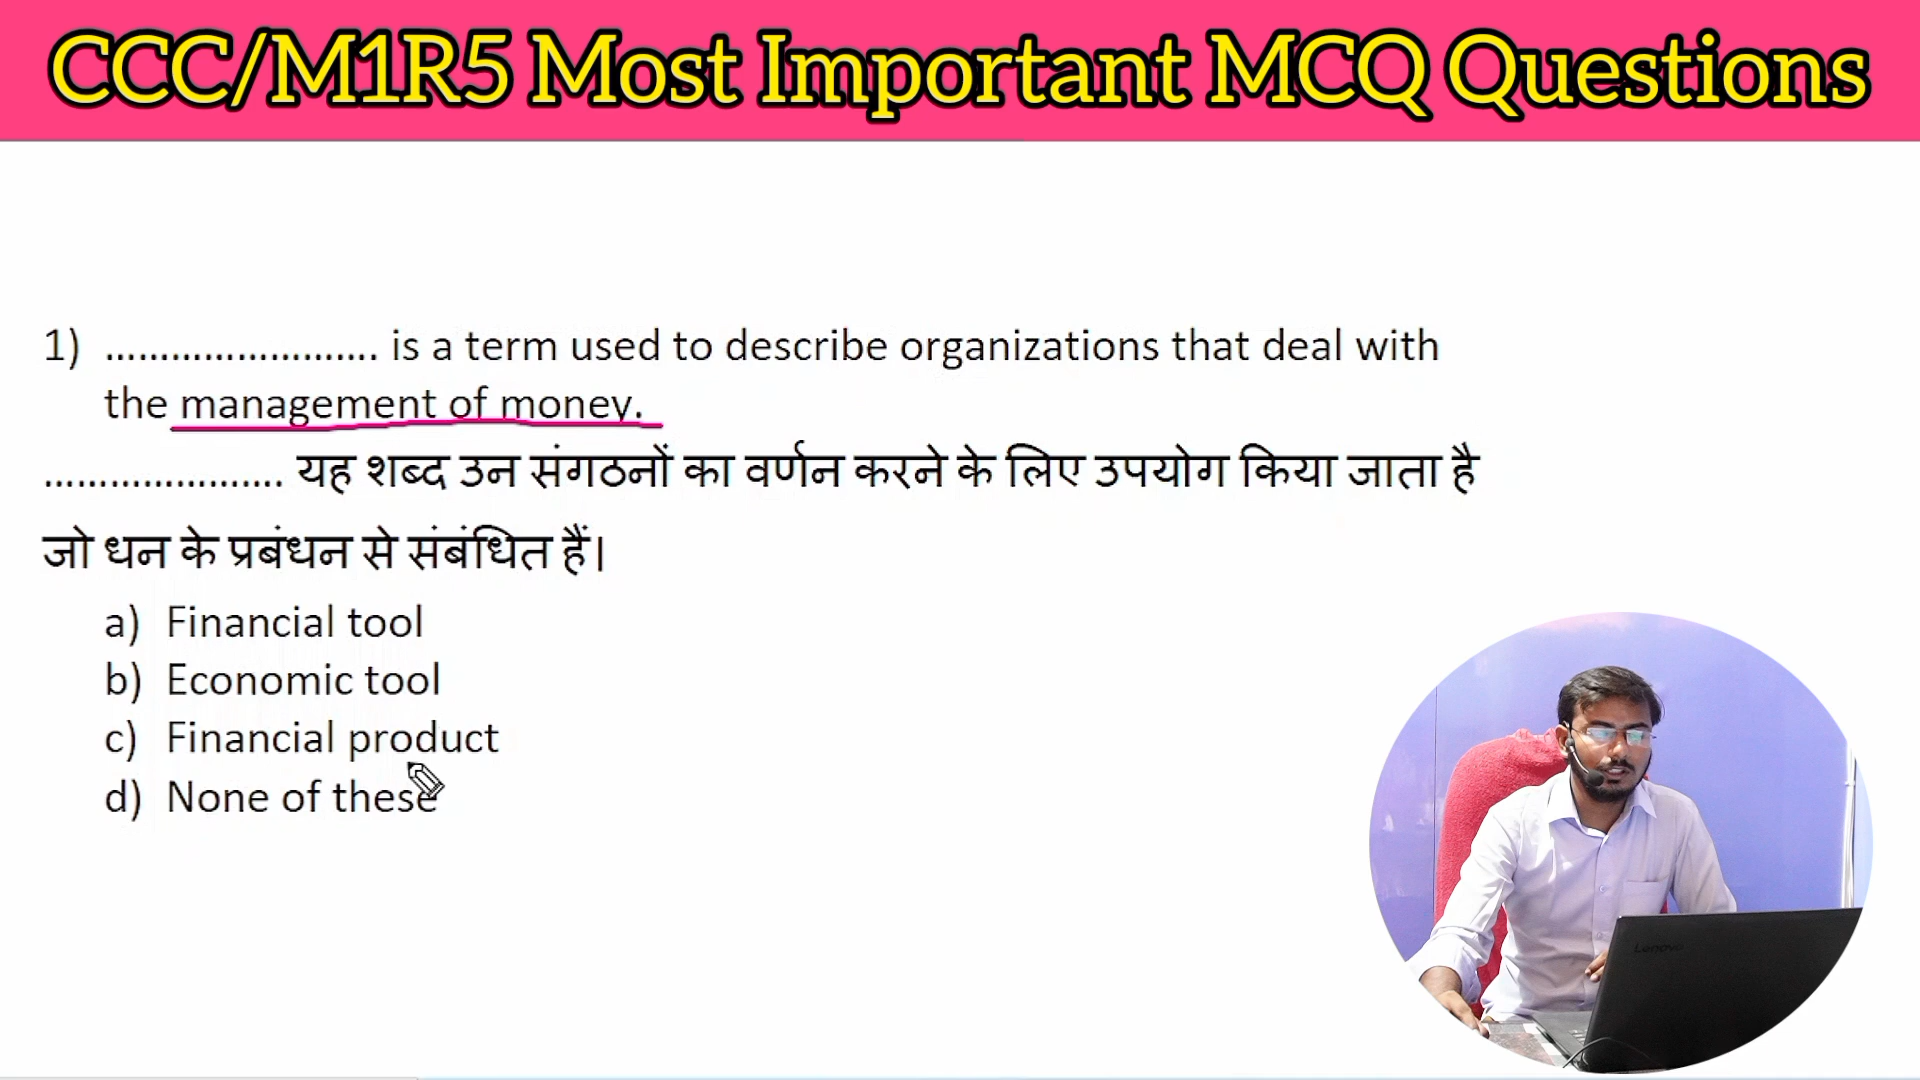 CCC/M1R5 Most Important MCQ Questions
1) ......................... is a term used to describe organizations that deal with
the management of money.
...................... यह शब्द उन संगठनों का वर्णन करने के लिए उपयोग किया जाता है
जो धन के प्रबंधन से संबंधित हैं।
a) Financial tool
b) Economic tool
c) Financial product
d) None of these
Lenovo